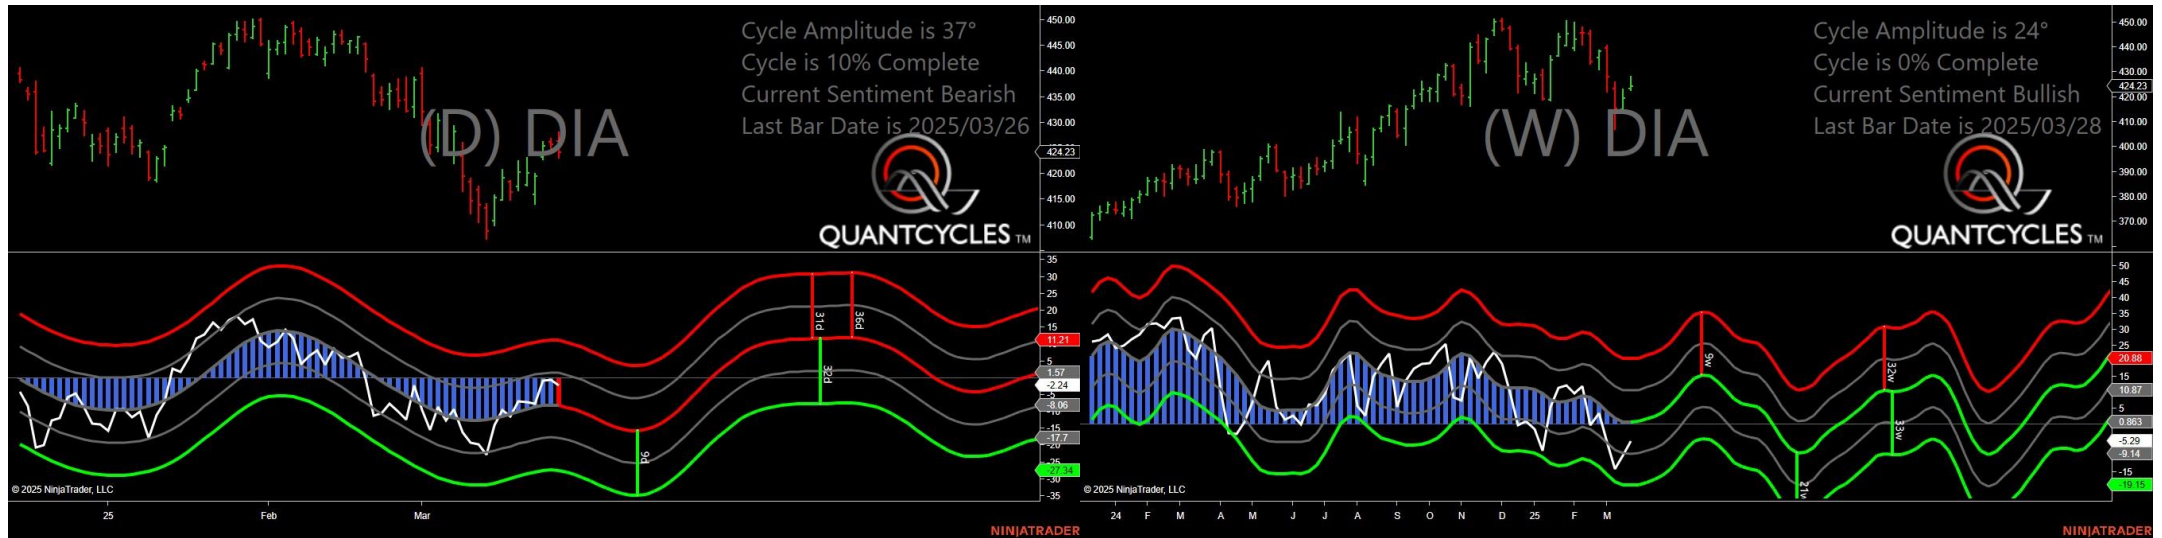 Cycle Amplitude is 37°
Cycle is 10% Complete
Current Sentiment Bearish
Last Bar Date is 2025/03/26
(D) DIA
QUANTCYCLES TM
450.00
445.00
440.00
435.00
430.00
424.23
420.00
415.00
410.00
35
30
25
20
15
11.21
5
1.57
-2.24
-5
-8.06
-15
-17.7
-25
-27.34
-30
-35
31d
36d
32d
9d
© 2025 NinjaTrader, LLC
25
Feb
Mar
NINJATRADER
Cycle Amplitude is 24°
Cycle is 0% Complete
Current Sentiment Bullish
Last Bar Date is 2025/03/28
(W) DIA
QUANTCYCLES TM
450.00
440.00
430.00
424.23
420.00
410.00
400.00
390.00
380.00
370.00
50
45
40
35
30
25
20.88
15
10.87
5
0.863
-5.29
-9.14
-15
-19.15
9w
32w
33w
21w
© 2025 NinjaTrader, LLC
24 F M A M J J A S O N D 25 F M
NINJATRADER